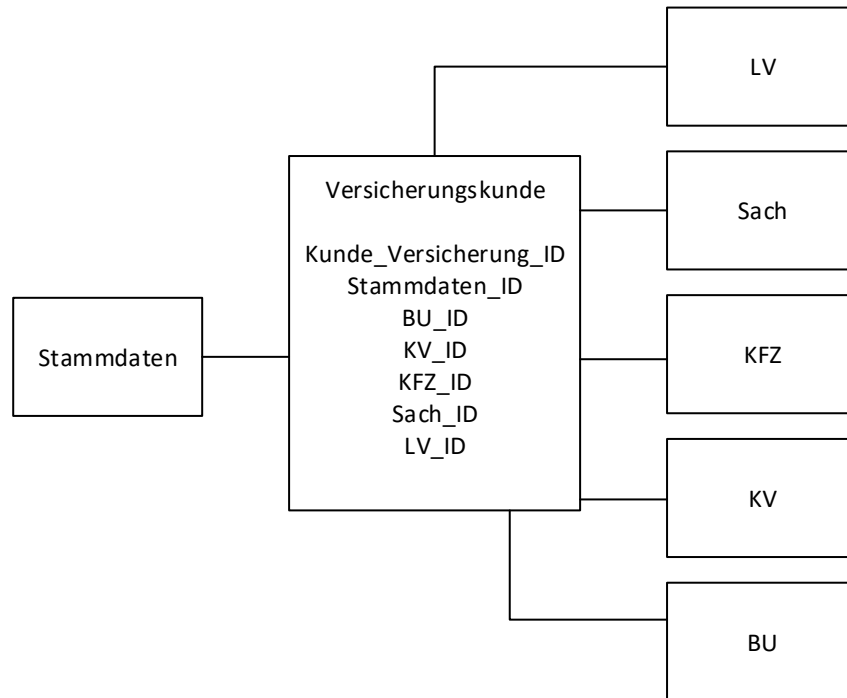 LV
Versicherungskunde
Sach
Kunde_Versicherung_ID
Stammdaten_ID
BU_ID
KV_ID
KFZ_ID
Sach_ID
LV_ID
Stammdaten
KFZ
KV
BU